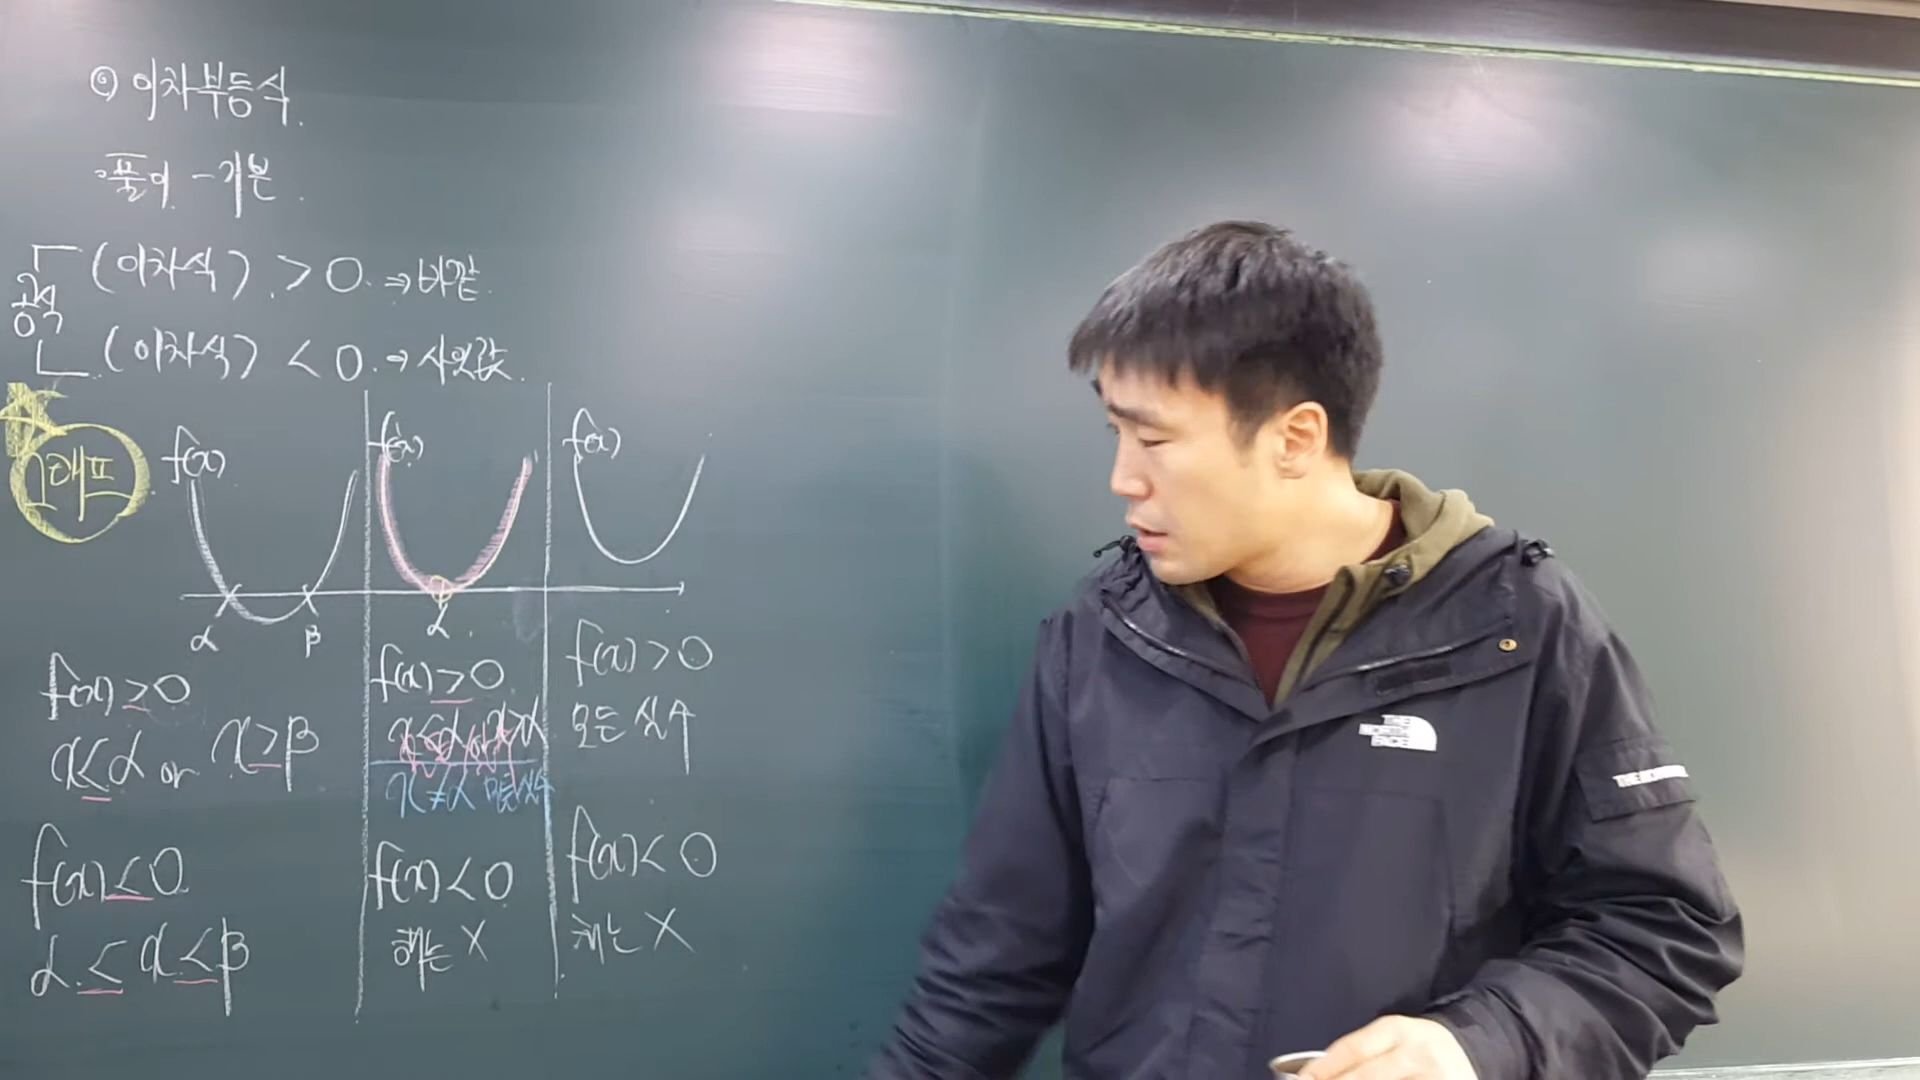 ◎ 이차부등식.
·풀이 - 기본.
공식
(이차식) > 0. ⇒ 바깥.
(이차식) < 0. ⇒ 사잇값.
그래프
f(x) f(x) f(x)
α β α.
f(x) ≥ 0
x ≤ α or x ≥ β
f(x) ≤ 0
α ≤ x ≤ β
f(x) ≥ 0
x≠α 모든 실수
f(x) < 0
해는 X
f(x) > 0
모든 실수
f(x) < 0
해는 X
THE NORTH FACE